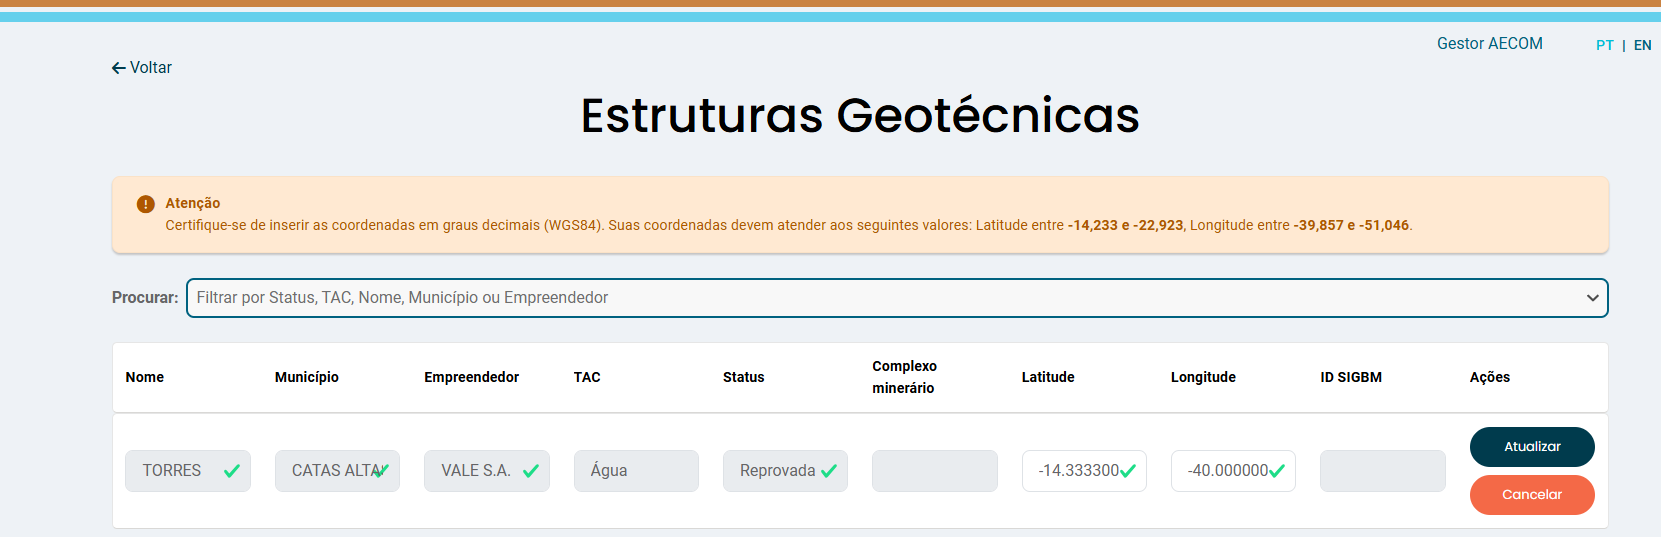 Gestor AECOM
PT | EN
Voltar
Estruturas Geotécnicas
Atenção
Certifique-se de inserir as coordenadas em graus decimais (WGS84). Suas coordenadas devem atender aos seguintes valores: Latitude entre -14,233 e -22,923, Longitude entre -39,857 e -51,046.
Procurar: Filtrar por Status, TAC, Nome, Município ou Empreendedor
Nome Município Empreendedor TAC Status Complexo minerário Latitude Longitude ID SIGBM Ações
TORRES CATAS ALTA VALE S.A. Água Reprovada -14.333300 -40.000000 Atualizar
Cancelar